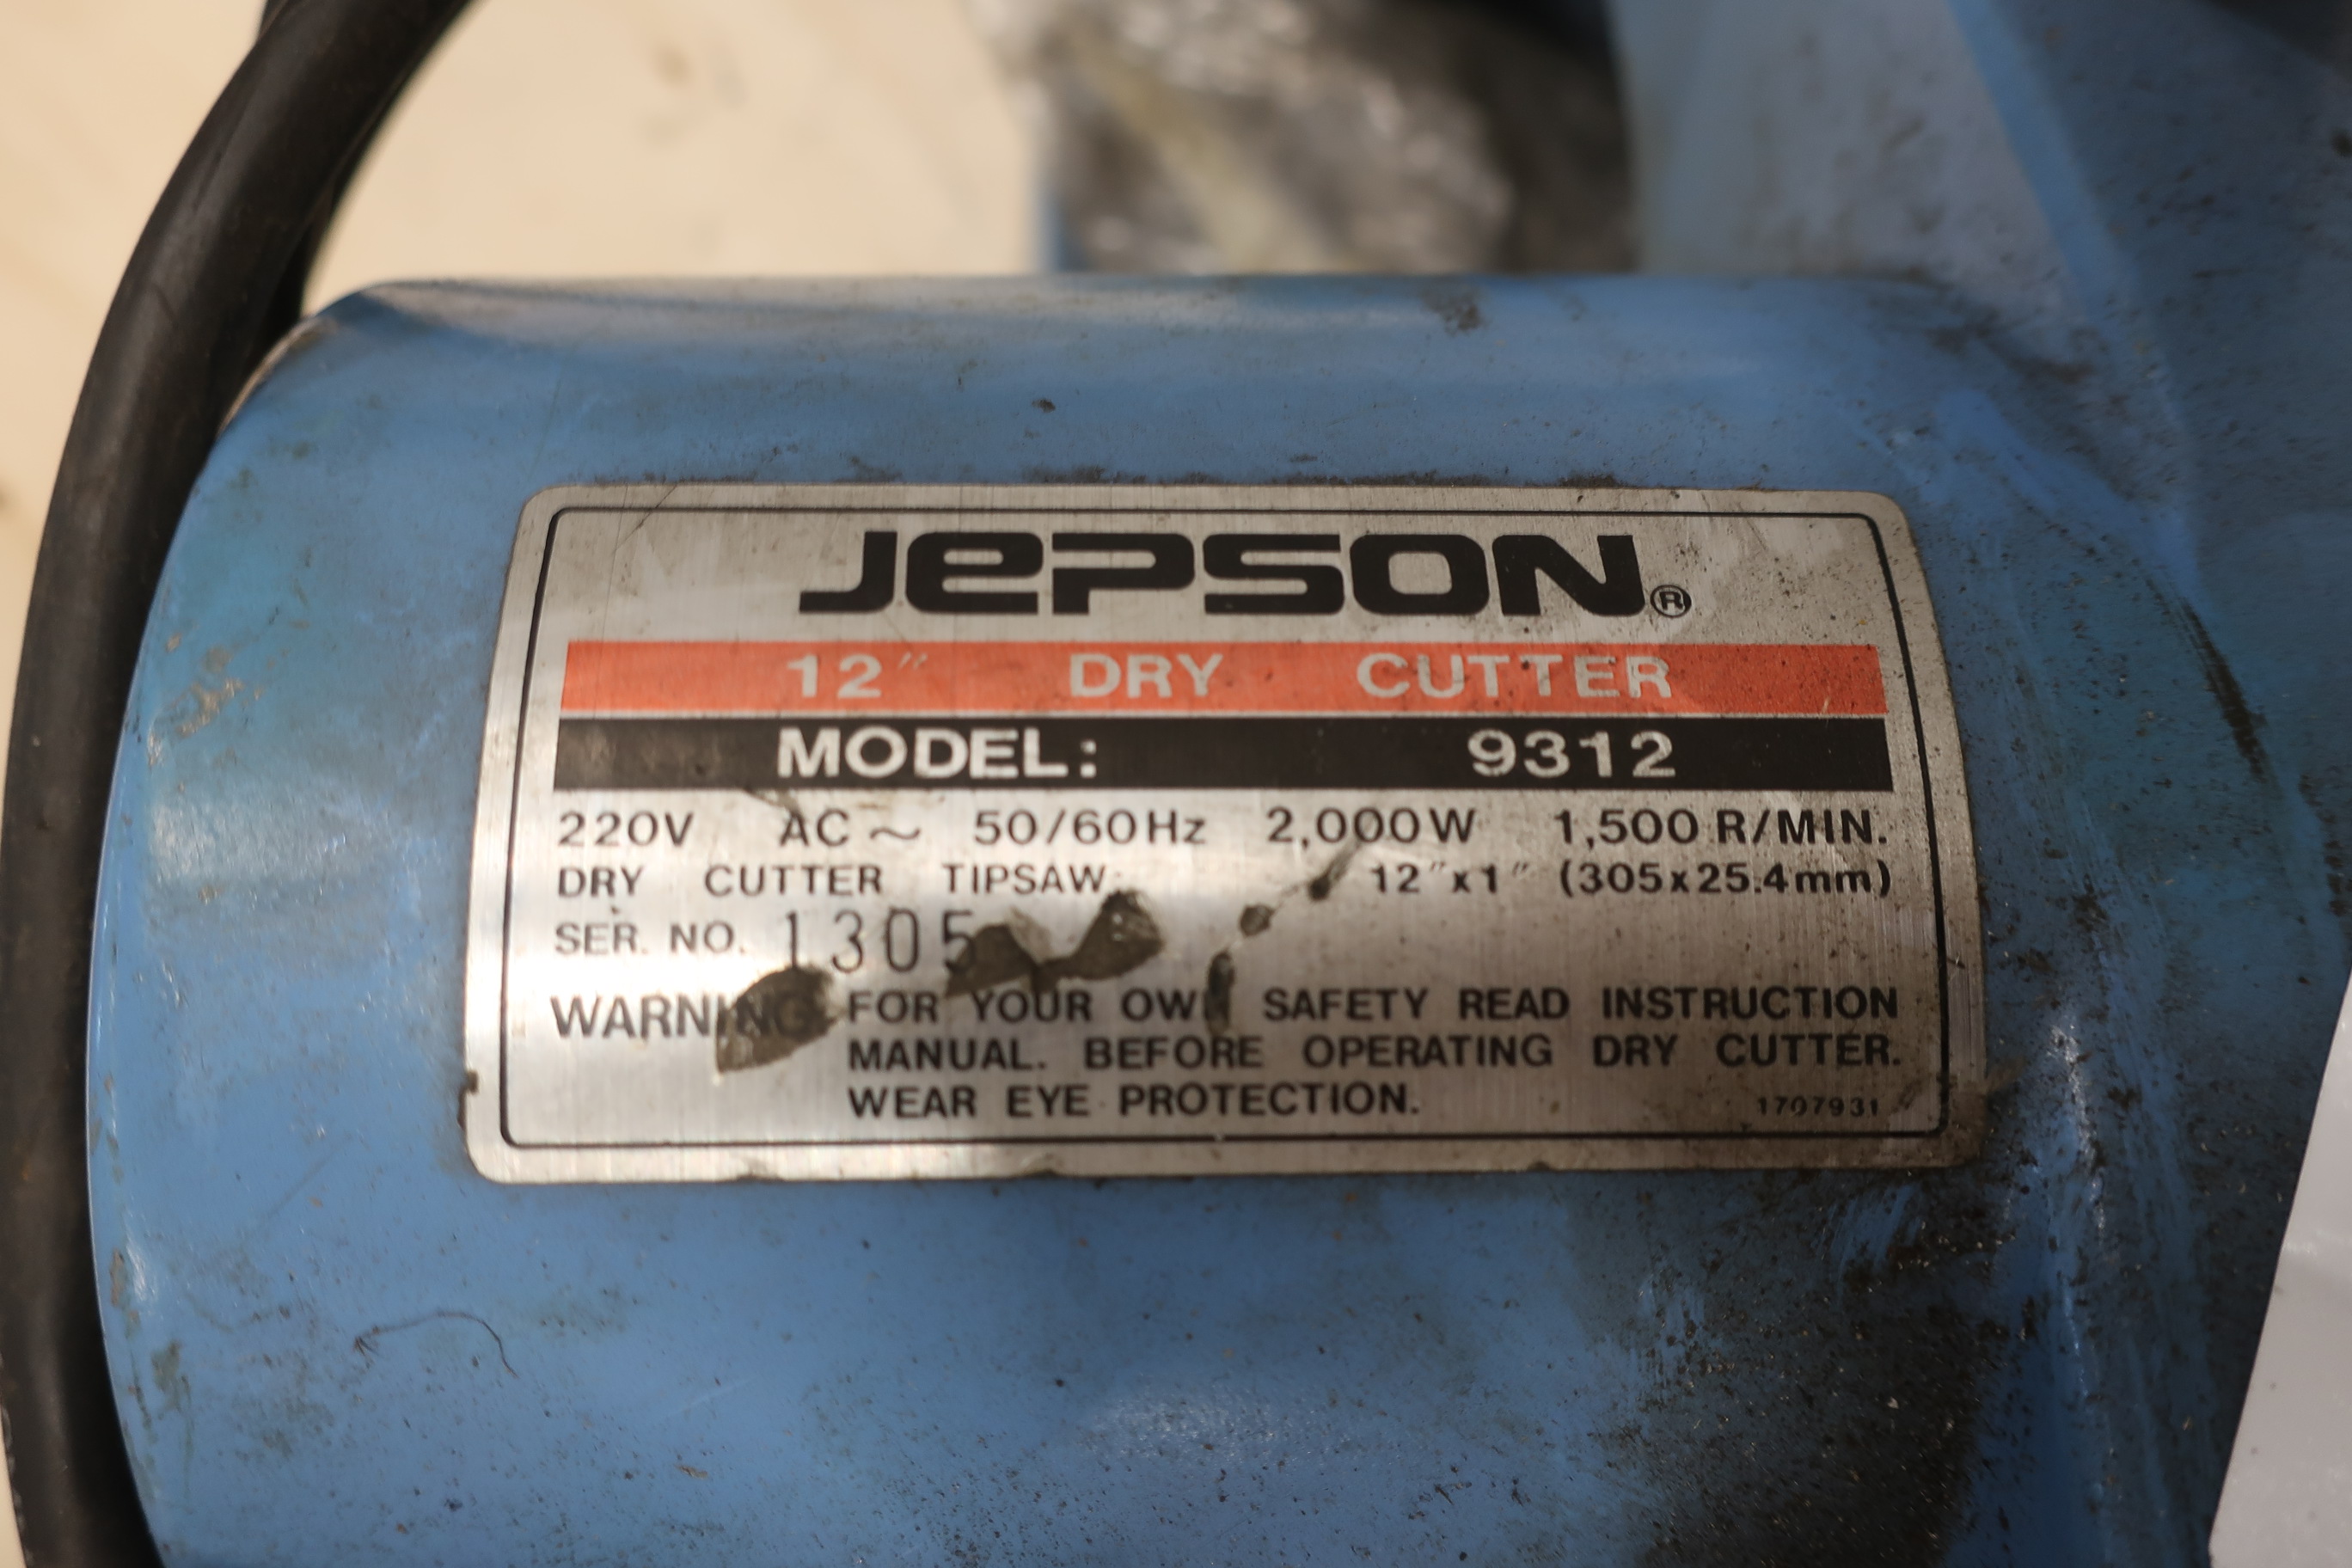 JEPSON®
12" DRY CUTTER
MODEL: 9312
220V AC ~ 50/60Hz 2,000W 1,500 R/MIN.
DRY CUTTER TIPSAW: 12"x1" (305x25.4mm)
SER. NO. 1305
WARNING: FOR YOUR OWN SAFETY READ INSTRUCTION
MANUAL. BEFORE OPERATING DRY CUTTER.
WEAR EYE PROTECTION.
1707931